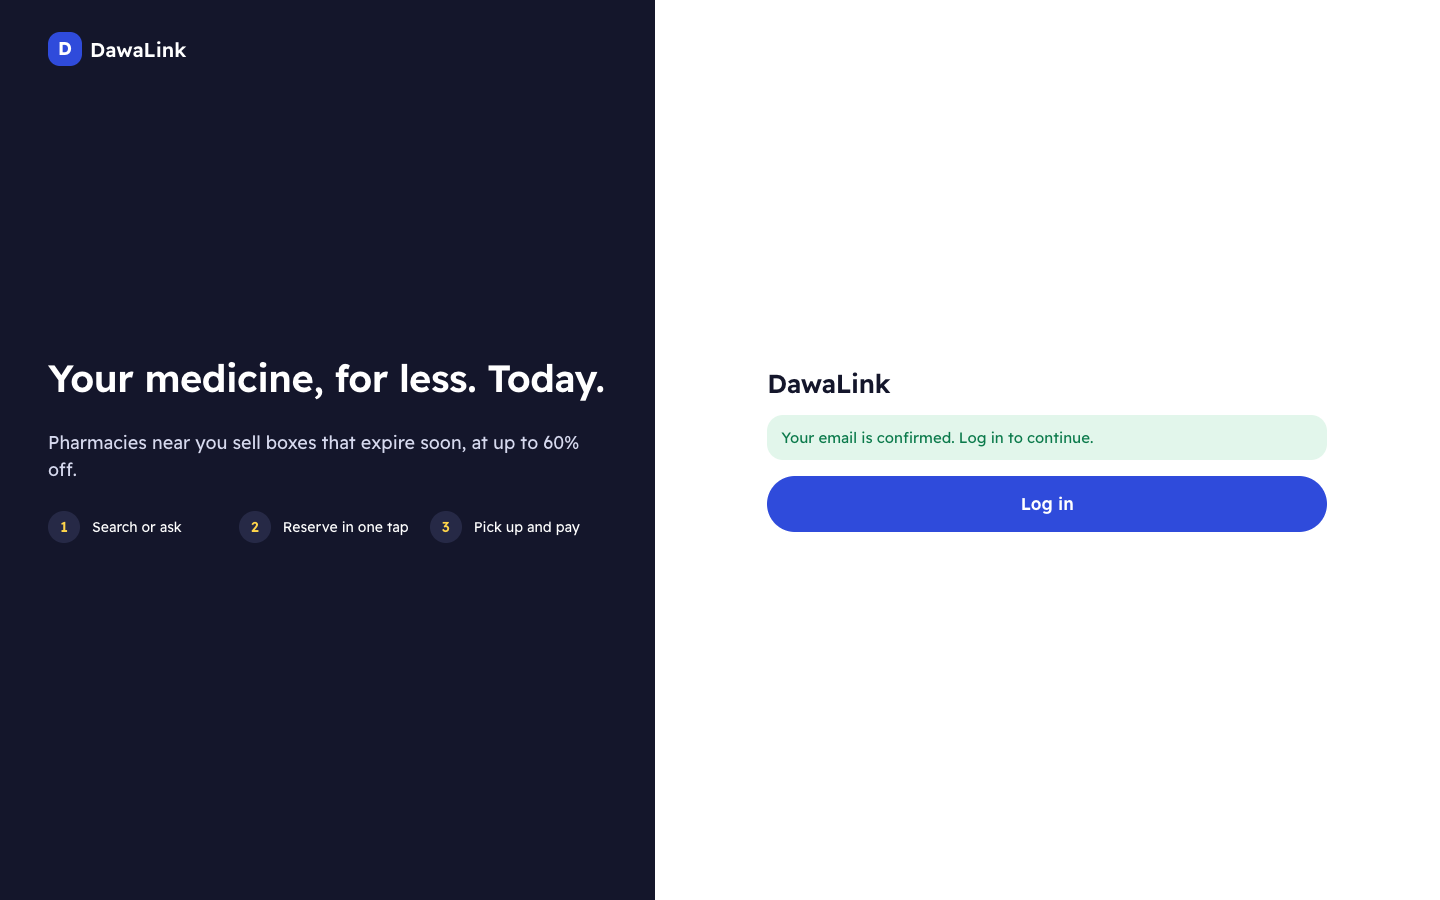 D DawaLink
Your medicine, for less. Today.
Pharmacies near you sell boxes that expire soon, at up to 60%
off.
1 Search or ask 2 Reserve in one tap 3 Pick up and pay
DawaLink
Your email is confirmed. Log in to continue.
Log in